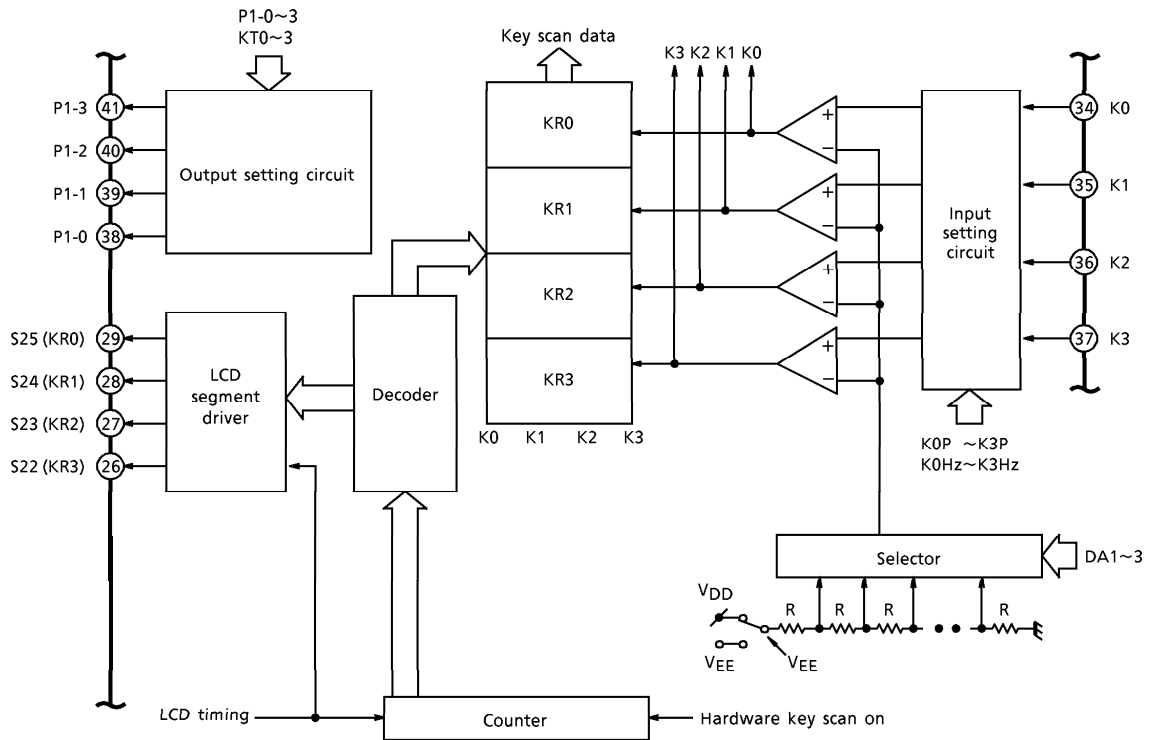 P1-0~3
KT0~3
Key scan data
K3 K2 K1 K0
P1-3 41
P1-2 40
P1-1 39
P1-0 38
Output setting circuit
KR0
KR1
KR2
KR3
K0 K1 K2 K3
+
−
+
−
+
−
+
−
Input
setting
circuit
34 K0
35 K1
36 K2
37 K3
K0P ~K3P
K0Hz~K3Hz
S25 (KR0) 29
S24 (KR1) 28
S23 (KR2) 27
S22 (KR3) 26
LCD
segment
driver
Decoder
Selector
DA1~3
VDD
R R R R
VEE
VEE
LCD timing
Counter
Hardware key scan on